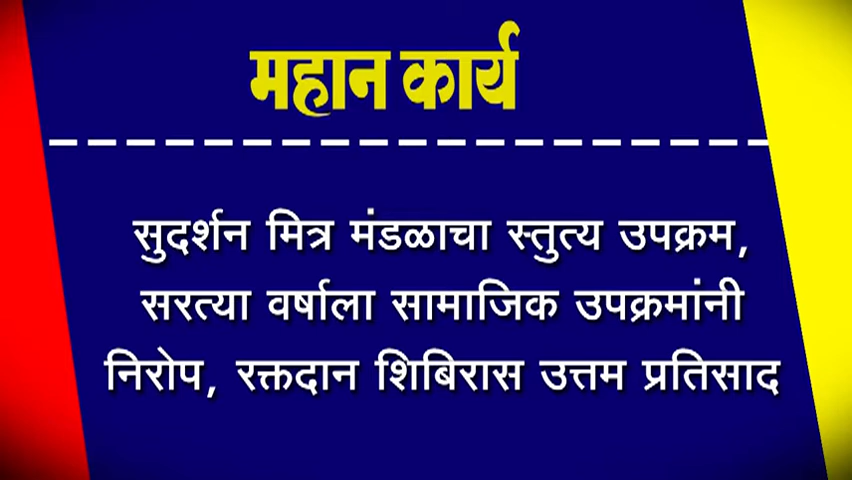 महान कार्य
सुदर्शन मित्र मंडळाचा स्तुत्य उपक्रम,
सरत्या वर्षाला सामाजिक उपक्रमांनी
निरोप, रक्तदान शिबिरास उत्तम प्रतिसाद